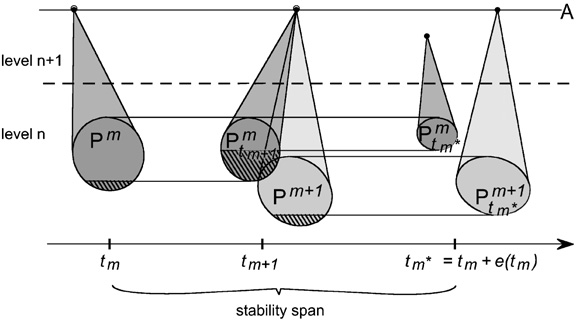 A
level n+1
level n
P^m
P^m_{t_{m+1}}
P^{m+1}
P^m_{t_{m*}}
P^{m+1}_{t_{m*}}
t_m
t_{m+1}
t_{m*} = t_m + e(t_m)
stability span